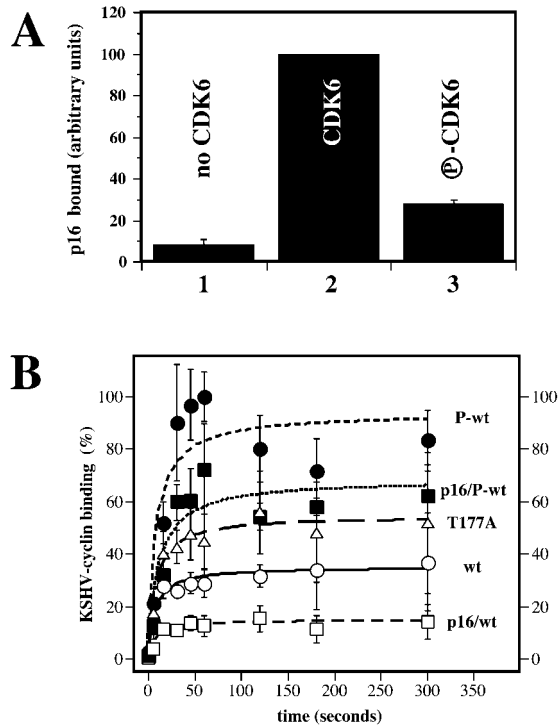 A
p16 bound (arbitrary units)
120
100
80
60
40
20
0
no CDK6
CDK6
P-CDK6
1 2 3
B
KSHV-cyclin binding (%)
100
80
60
40
20
0
P-wt
p16/P-wt
T177A
wt
p16/wt
100
80
60
40
20
0
0 50 100 150 200 250 300 350
time (seconds)